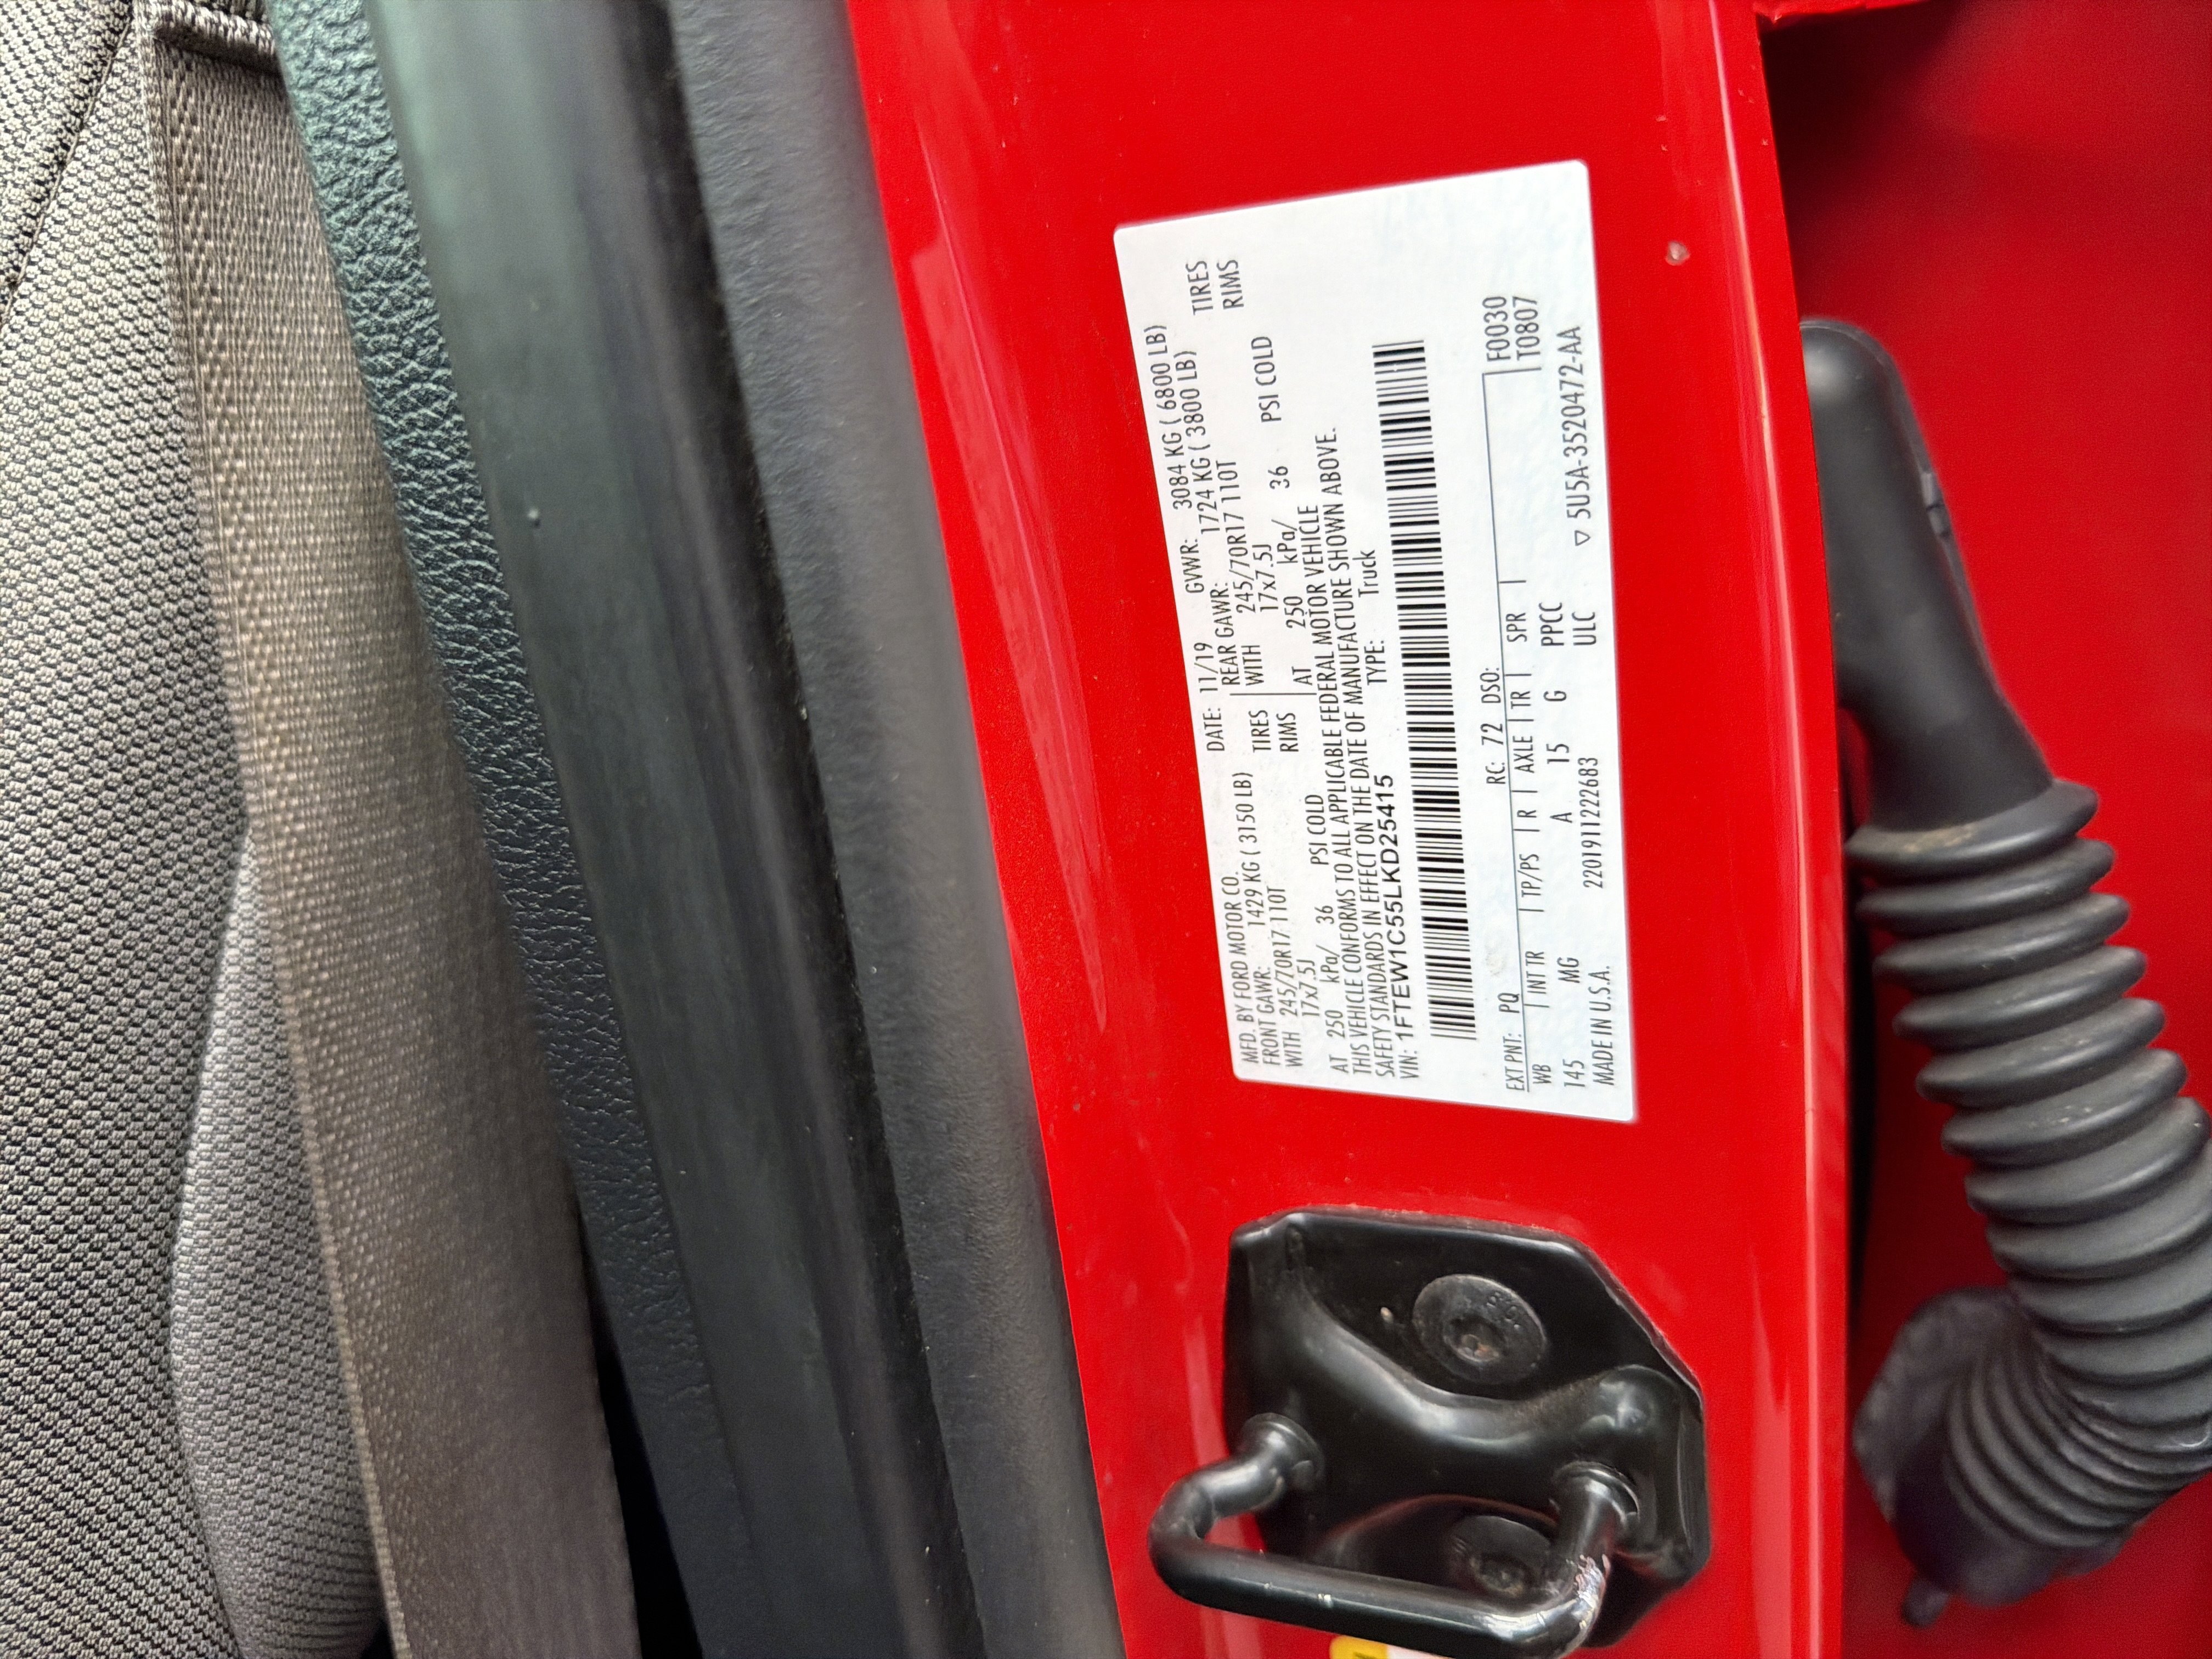 MFD. BY FORD MOTOR CO. DATE: 11/19 GVWR: 3084 KG ( 6800 LB)
FRONT GAWR: 1429 KG ( 3150 LB) REAR GAWR: 1724 KG ( 3800 LB)
WITH 245/70R17 110T TIRES WITH 245/70R17 110T TIRES
17x7.5J RIMS 17x7.5J RIMS
AT 250 kPa/ 36 PSI COLD AT 250 kPa/ 36 PSI COLD
THIS VEHICLE CONFORMS TO ALL APPLICABLE FEDERAL MOTOR VEHICLE
SAFETY STANDARDS IN EFFECT ON THE DATE OF MANUFACTURE SHOWN ABOVE.
VIN: 1FTEW1C55LKD25415 TYPE: Truck
EXT PNT: PQ RC: 72 DSO: F0030
WB INT TR TP/PS R AXLE TR SPR T0807
145 MG A 15 G PPCC
MADE IN U.S.A. 220191122683 ULC ▽ 5U5A-3520472-AA